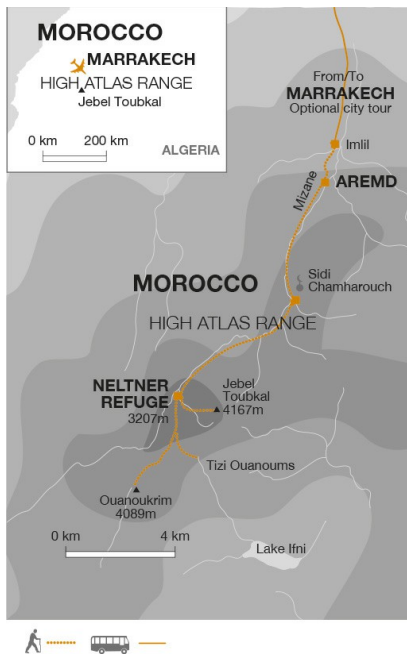 MOROCCO
MARRAKECH
HIGH ATLAS RANGE
Jebel Toubkal
0 km
200 km
ALGERIA
From/To
MARRAKECH
Optional city tour
Imlil
AREMD
Mizane
Sidi
Chamharouch
MOROCCO
HIGH ATLAS RANGE
NELTNER
REFUGE
3207m
Jebel
Toubkal
4167m
Tizi Ouanoums
Ouanoukrim
4089m
0 km
4 km
Lake Ifni